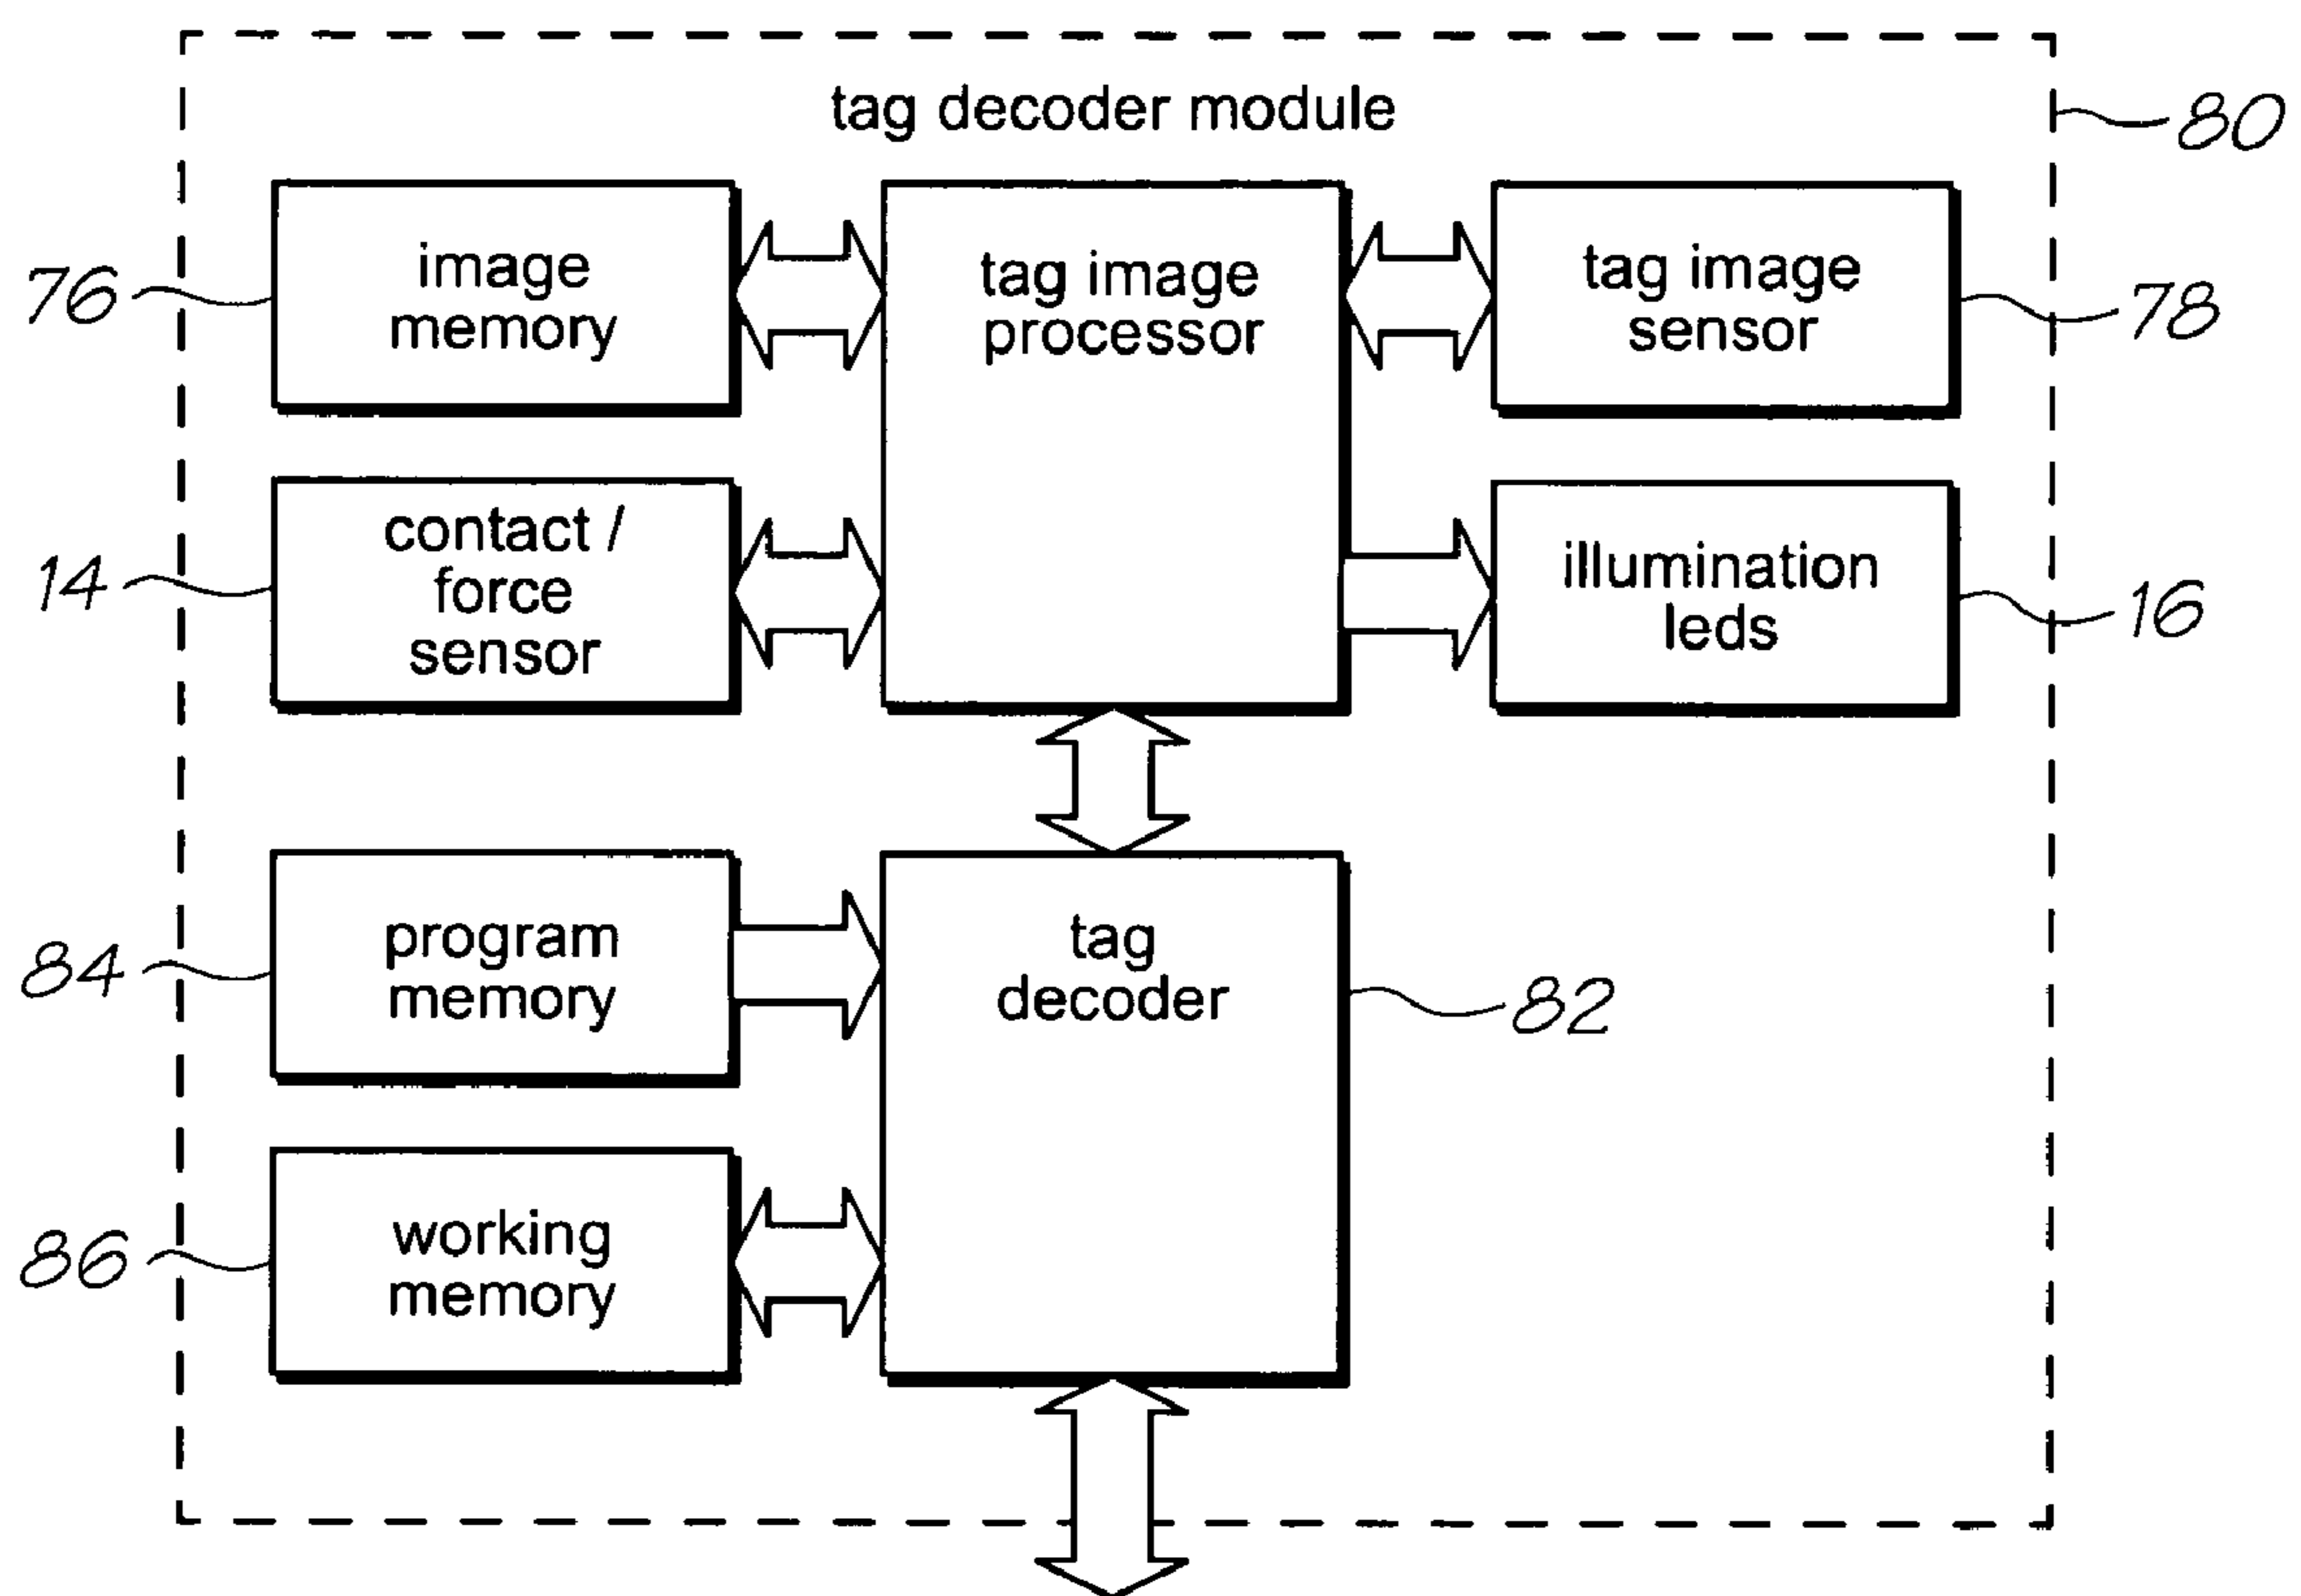 tag decoder module
80
76
image
memory
tag image
processor
tag image
sensor
78
14
contact /
force
sensor
illumination
leds
16
84
program
memory
tag
decoder
82
86
working
memory